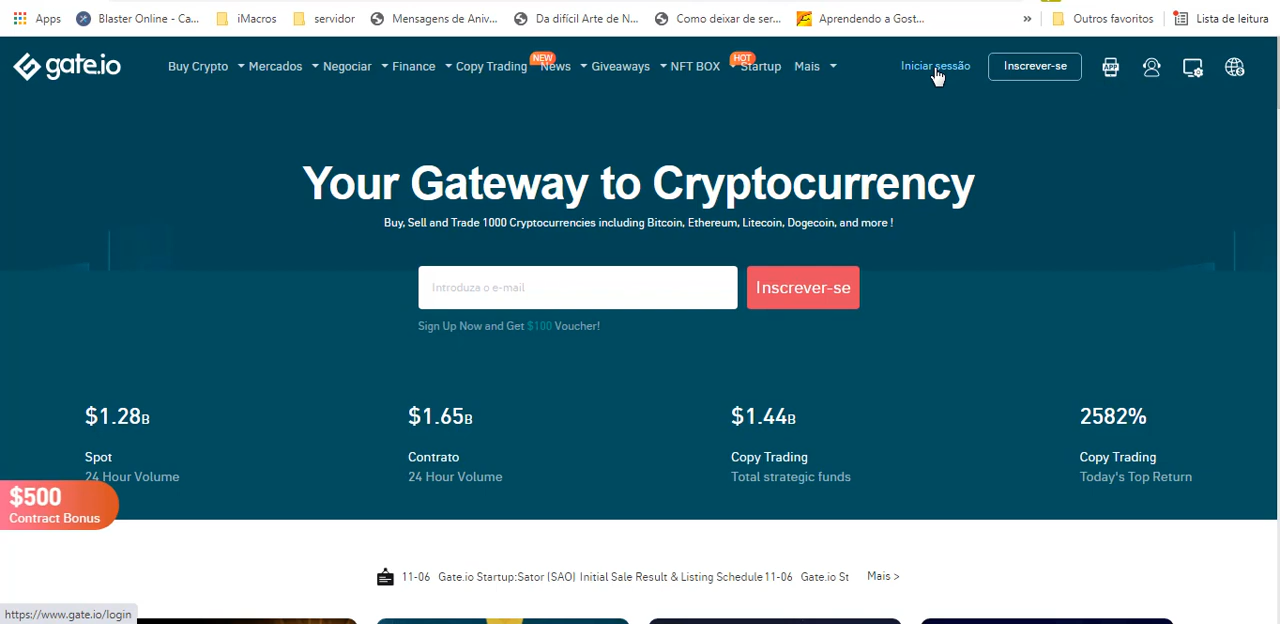 Apps Blaster Online - Ca... iMacros servidor Mensagens de Aniv... Da difícil Arte de N... Como deixar de ser... Aprendendo a Gost... » Outros favoritos Lista de leitura
gate.io Buy Crypto Mercados Negociar Finance Copy Trading NEW News Giveaways NFT BOX HOT Startup Mais Iniciar sessão Inscrever-se APP
Your Gateway to Cryptocurrency
Buy, Sell and Trade 1000 Cryptocurrencies including Bitcoin, Ethereum, Litecoin, Dogecoin, and more !
Introduza o e-mail Inscrever-se
Sign Up Now and Get $100 Voucher!
$1.28B $1.65B $1.44B 2582%
Spot Contrato Copy Trading Copy Trading
24 Hour Volume 24 Hour Volume Total strategic funds Today's Top Return
$500
Contract Bonus
11-06 Gate.io Startup:Sator (SAO) Initial Sale Result & Listing Schedule 11-06 Gate.io St Mais >
https://www.gate.io/login